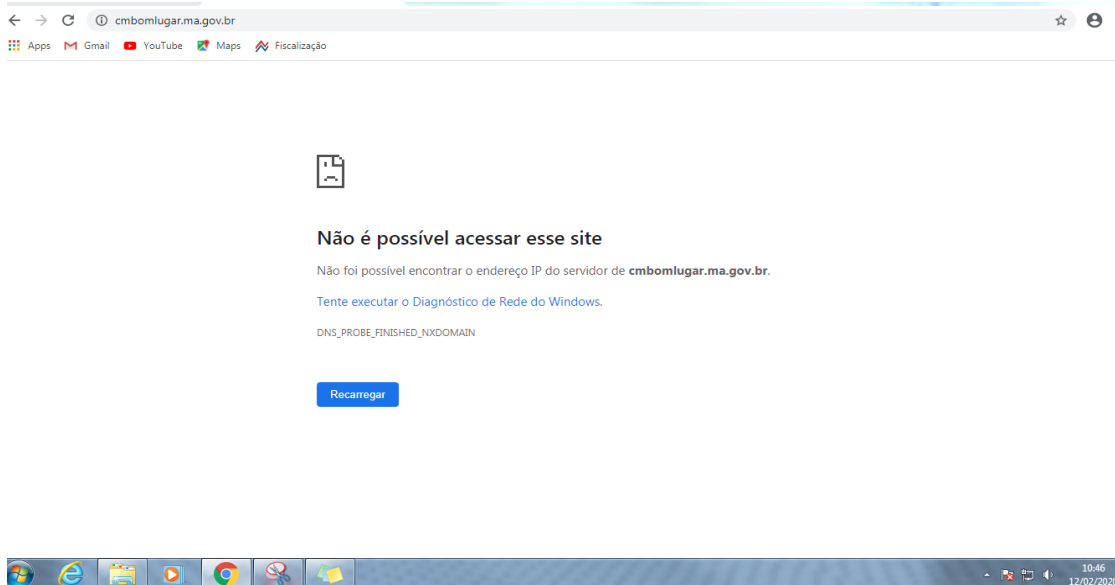 cmbomlugar.ma.gov.br
Apps Gmail YouTube Maps Fiscalização
Não é possível acessar esse site
Não foi possível encontrar o endereço IP do servidor de cmbomlugar.ma.gov.br.
Tente executar o Diagnóstico de Rede do Windows.
DNS_PROBE_FINISHED_NXDOMAIN
Recarregar
10:46